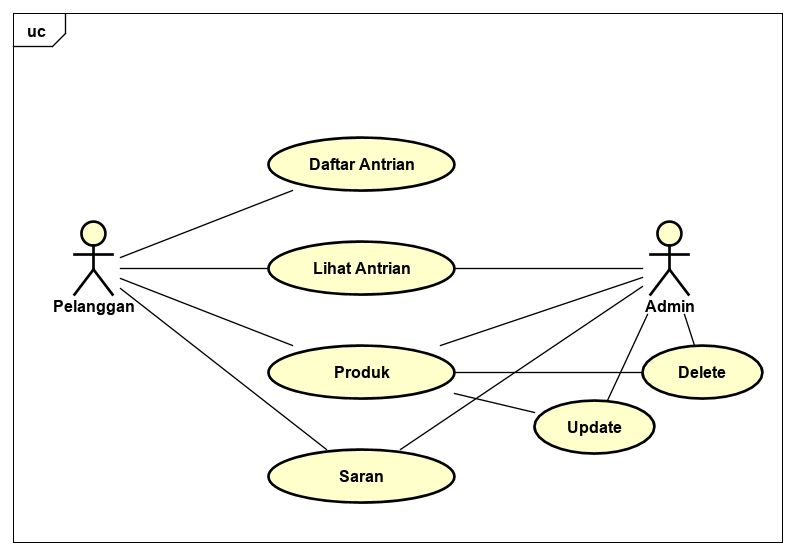 uc
Daftar Antrian
Lihat Antrian
Pelanggan
Admin
Produk
Delete
Update
Saran